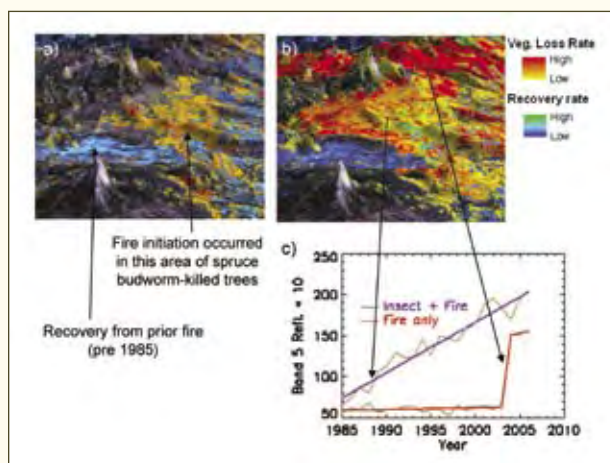 a)
b)
Veg. Loss Rate
High
Low
Recovery rate
High
Low
Fire initiation occurred
in this area of spruce
budworm-killed trees
Recovery from prior fire
(pre 1985)
c)
Band 5 Refl. * 10
200
150
100
50
Insect + Fire
Fire only
1985 1990 1995 2000 2005 2010
Year